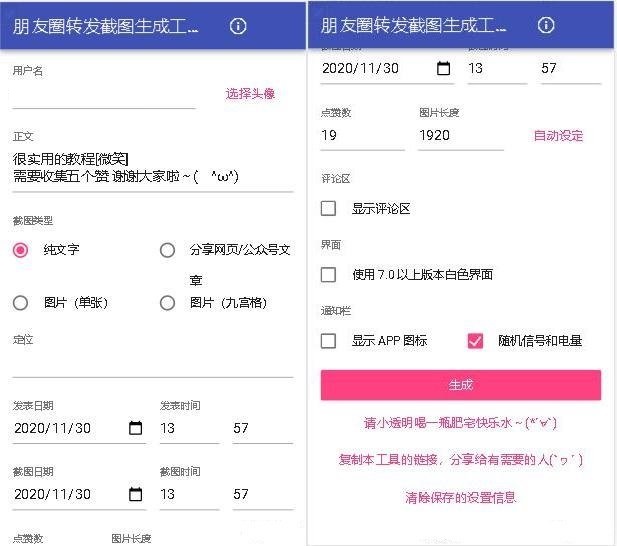 朋友圈转发截图生成工...
用户名
选择头像
正文
很实用的教程[微笑]
需要收集五个赞 谢谢大家啦～( ^ω^)
截图类型
纯文字
分享网页/公众号文
章
图片（单张）
图片（九宫格）
定位
发表日期
发表时间
2020/11/30
13
57
截图日期
截图时间
2020/11/30
13
57
点赞数
图片长度
朋友圈转发截图生成工...
截图日期
截图时间
2020/11/30
13
57
点赞数
图片长度
19
1920
自动设定
评论区
显示评论区
界面
使用 7.0 以上版本白色界面
通知栏
显示 APP 图标
随机信号和电量
生成
请小透明喝一瓶肥宅快乐水～(*´∀`)
复制本工具的链接，分享给有需要的人(`ヮ´ )
清除保存的设置信息